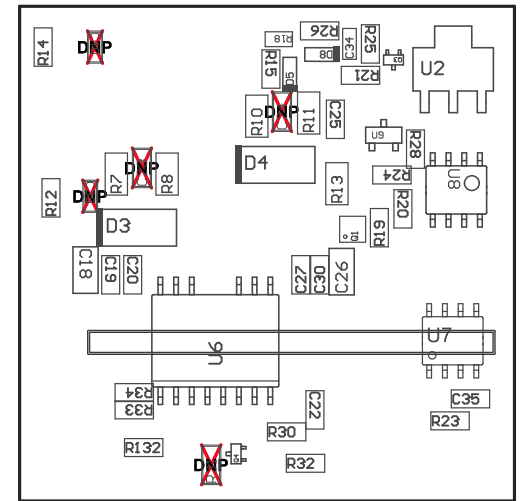 R14
DNP
R18
R26
C34
R25
D8
Q3
U2
R15
D5
R21
R10
DNP
R11
C25
U9
R28
D4
R7
DNP
R8
R13
R24
U8
R12
DNP
R20
D3
Q1
R19
C18
C19
C20
C27
C30
C26
U6
U7
R34
R33
C22
C35
R23
R30
R132
DNP
Q4
R32